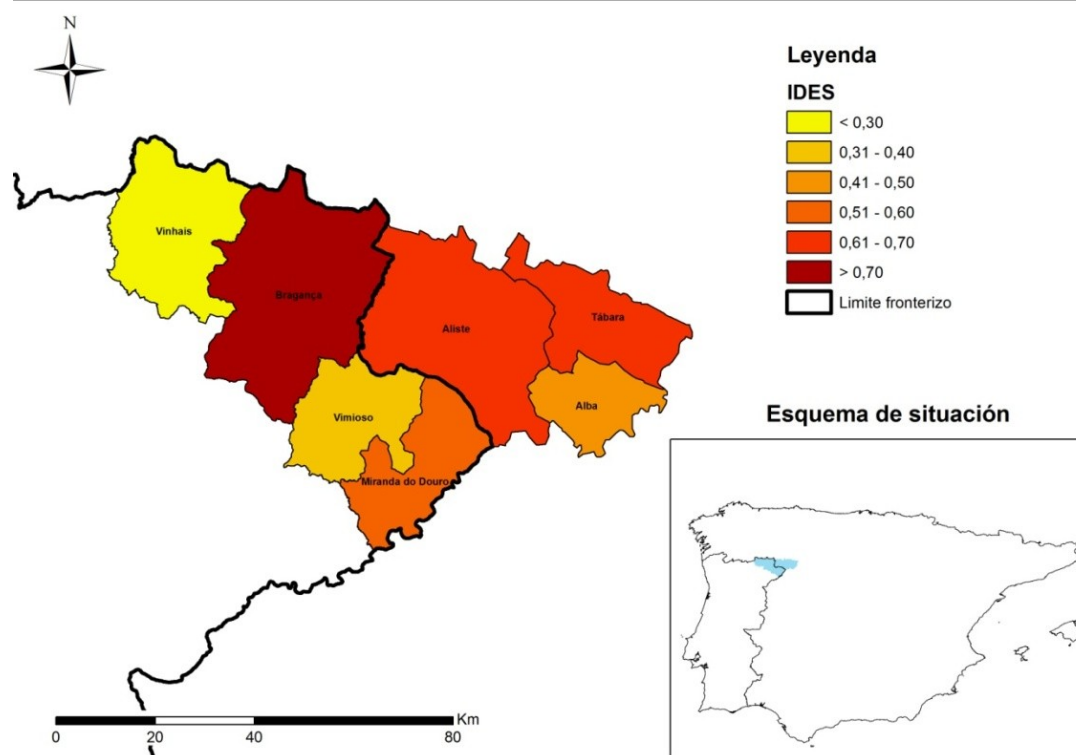 N
Leyenda
IDES
< 0,30
0,31 - 0,40
0,41 - 0,50
0,51 - 0,60
0,61 - 0,70
> 0,70
Limite fronterizo
Vinhais
Bragança
Aliste
Tábara
Alba
Vimioso
Miranda do Douro
Esquema de situación
Km
0 20 40 80